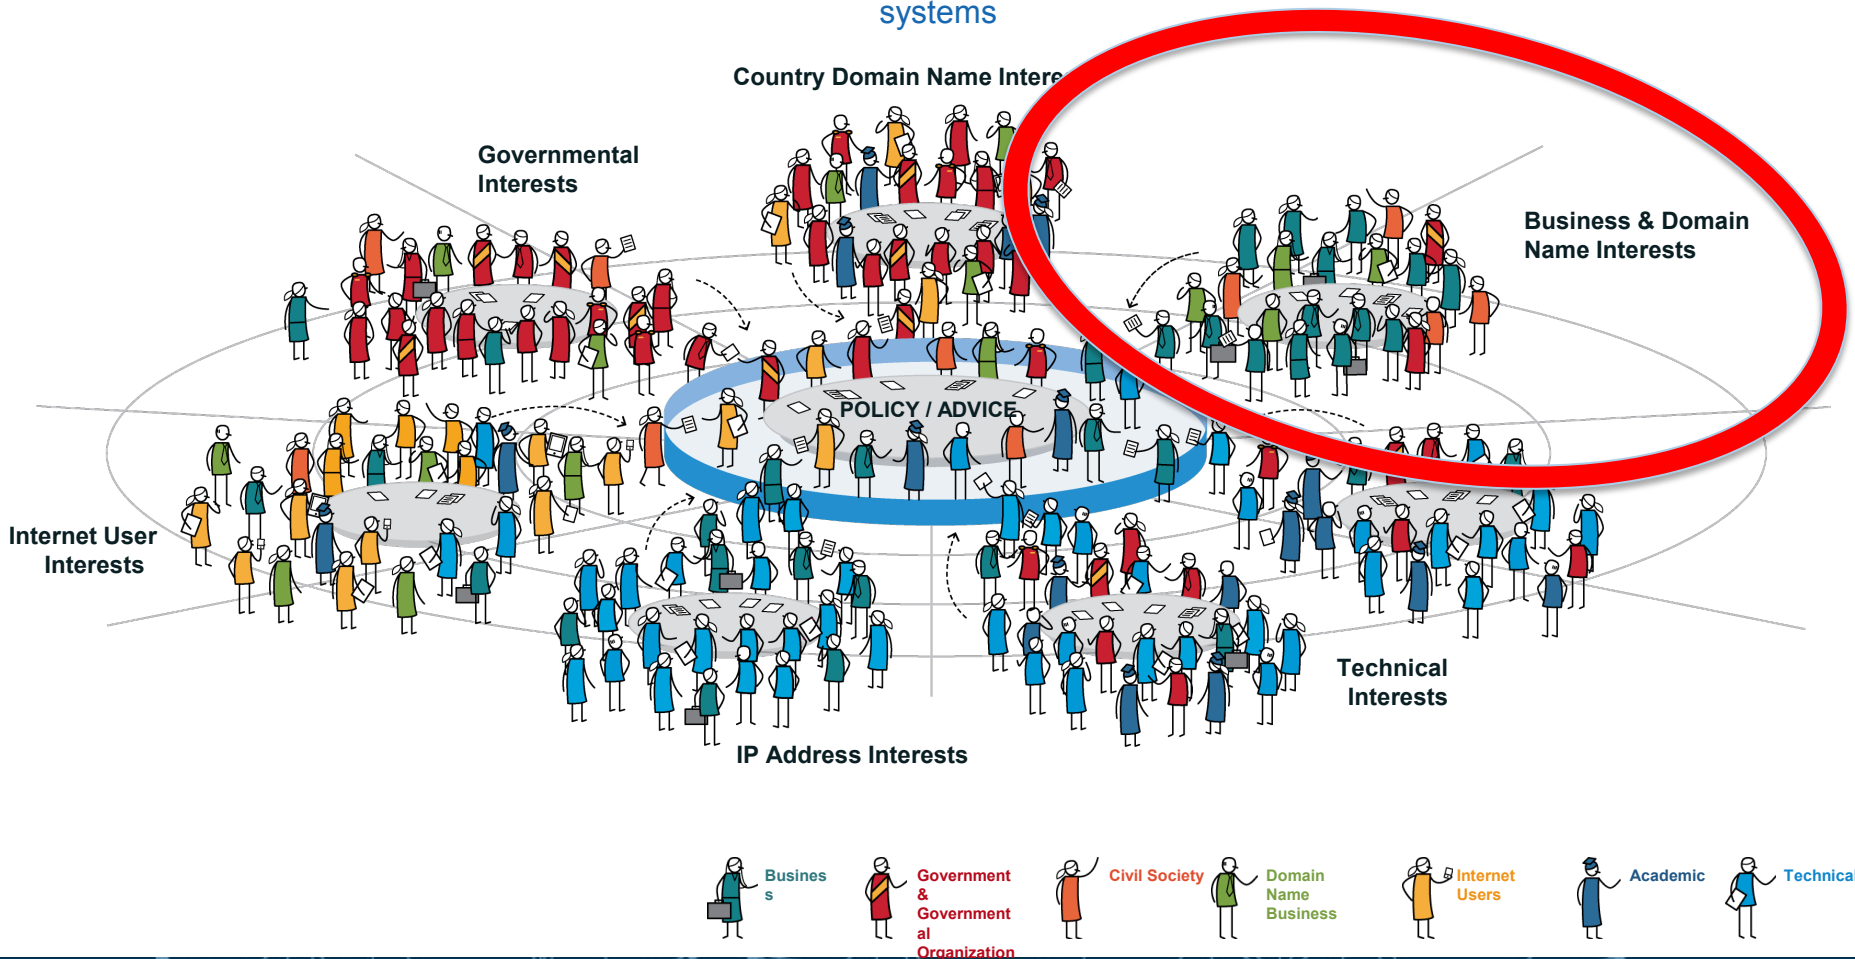 systems
Country Domain Name Intere
Governmental
Interests
Business & Domain
Name Interests
POLICY / ADVICE
Internet User
Interests
Technical
Interests
IP Address Interests
Busines
s
Government
&
Government
al
Organization
Civil Society
Domain
Name
Business
Internet
Users
Academic
Technical